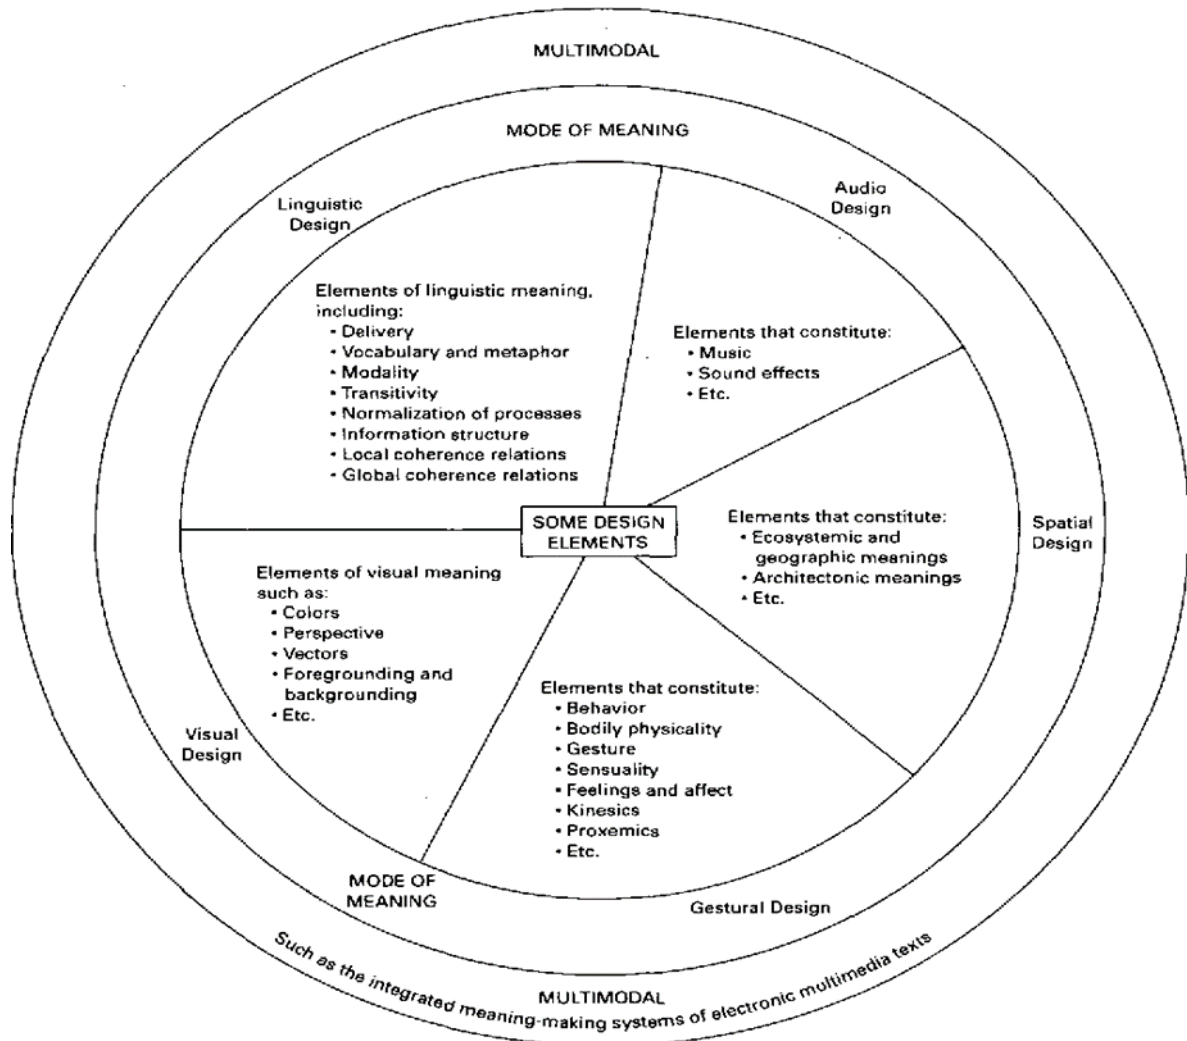 MULTIMODAL
MODE OF MEANING
Linguistic
Design
Audio
Design
Elements of linguistic meaning,
including:
• Delivery
• Vocabulary and metaphor
• Modality
• Transitivity
• Normalization of processes
• Information structure
• Local coherence relations
• Global coherence relations
Elements that constitute:
• Music
• Sound effects
• Etc.
SOME DESIGN
ELEMENTS
Elements that constitute:
• Ecosystemic and
geographic meanings
• Architectonic meanings
• Etc.
Spatial
Design
Elements of visual meaning
such as:
• Colors
• Perspective
• Vectors
• Foregrounding and
backgrounding
• Etc.
Visual
Design
Elements that constitute:
• Behavior
• Bodily physicality
• Gesture
• Sensuality
• Feelings and affect
• Kinesics
• Proxemics
• Etc.
MODE OF
MEANING
Gestural Design
MULTIMODAL
Such as the integrated meaning-making systems of electronic multimedia texts